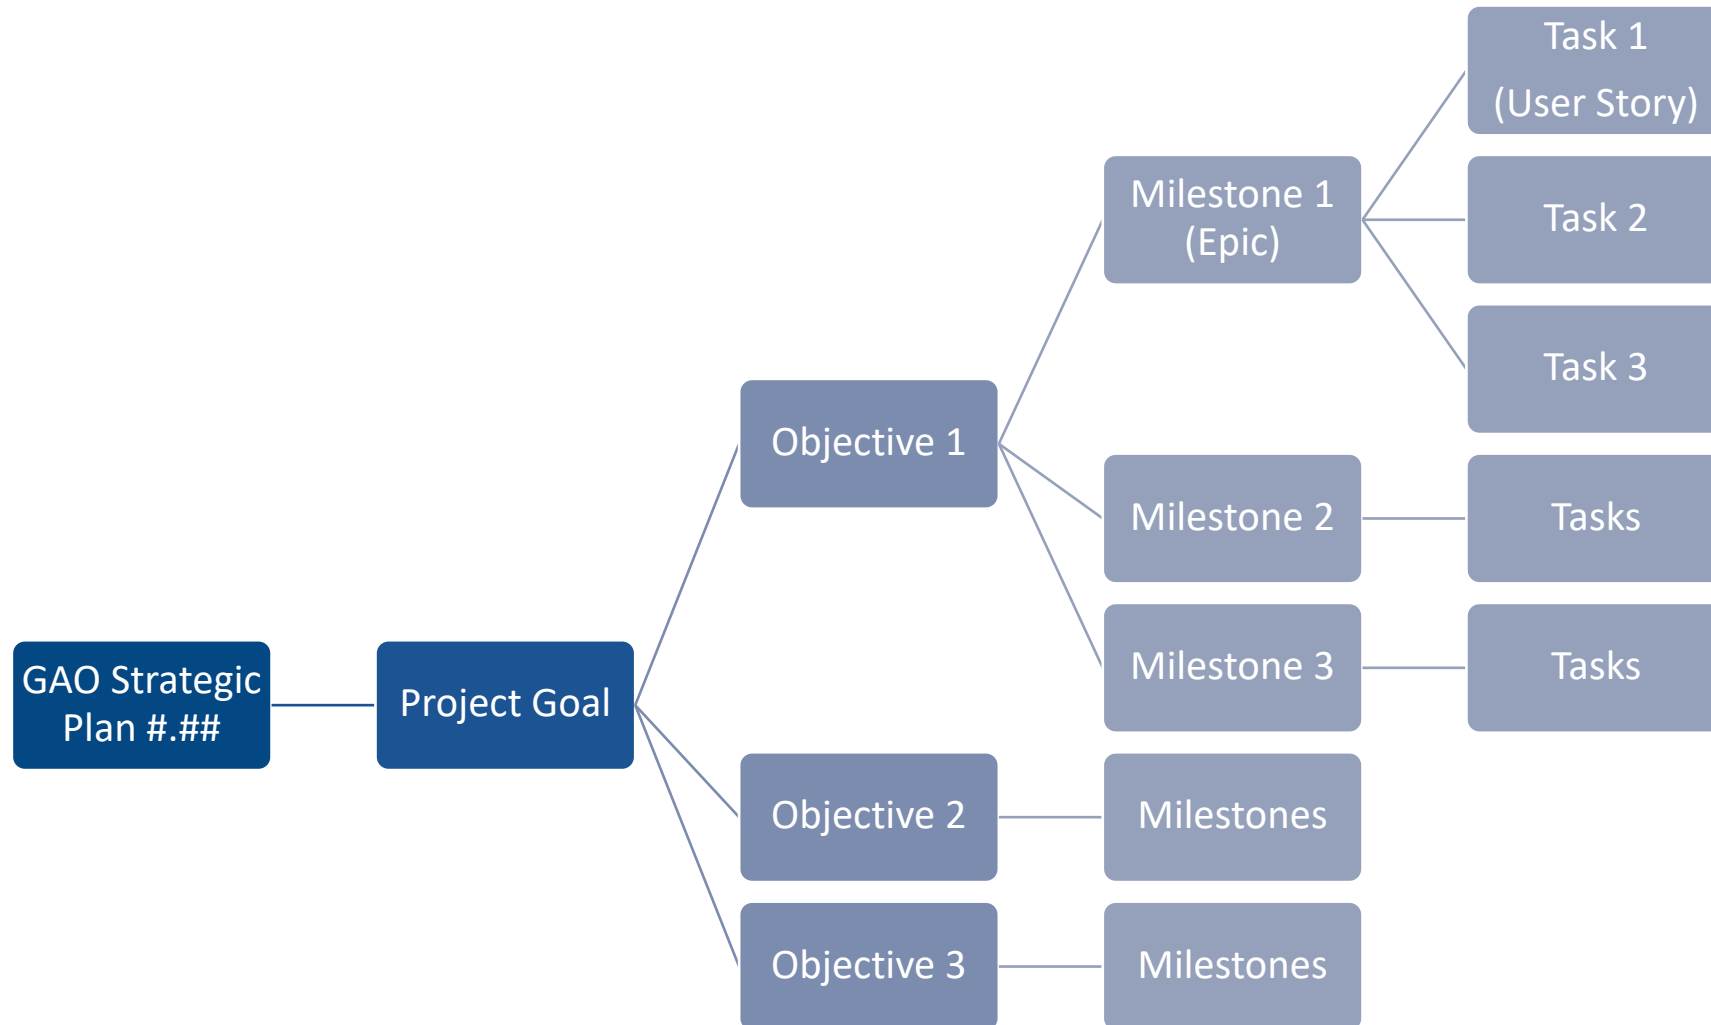 GAO Strategic
Plan #.##
Project Goal
Objective 1
Milestone 1
(Epic)
Task 1
(User Story)
Task 2
Task 3
Milestone 2
Tasks
Milestone 3
Tasks
Objective 2
Milestones
Objective 3
Milestones